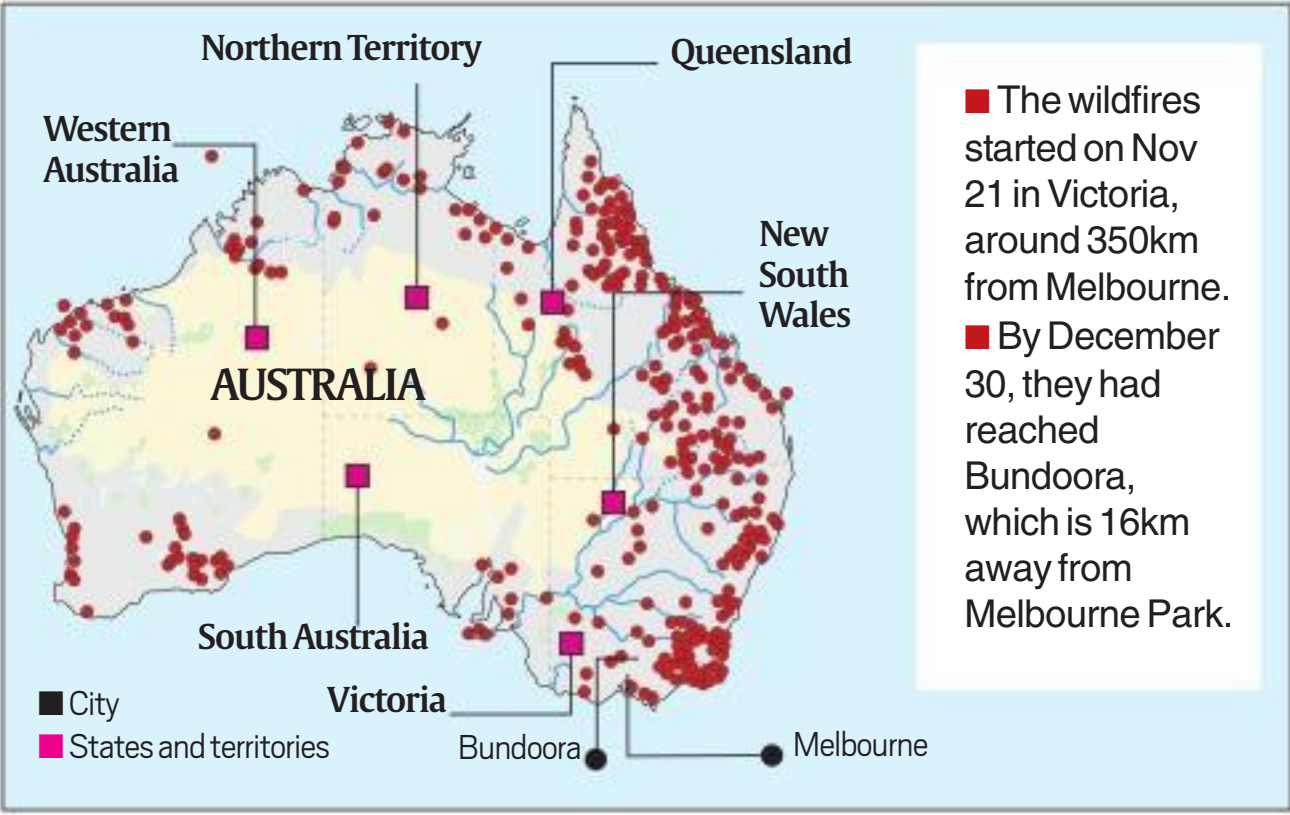 Northern Territory
Queensland
Western
Australia
New
South
Wales
AUSTRALIA
South Australia
Victoria
Bundoora
Melbourne
City
States and territories
The wildfires
started on Nov
21 in Victoria,
around 350km
from Melbourne.
By December
30, they had
reached
Bundoora,
which is 16km
away from
Melbourne Park.